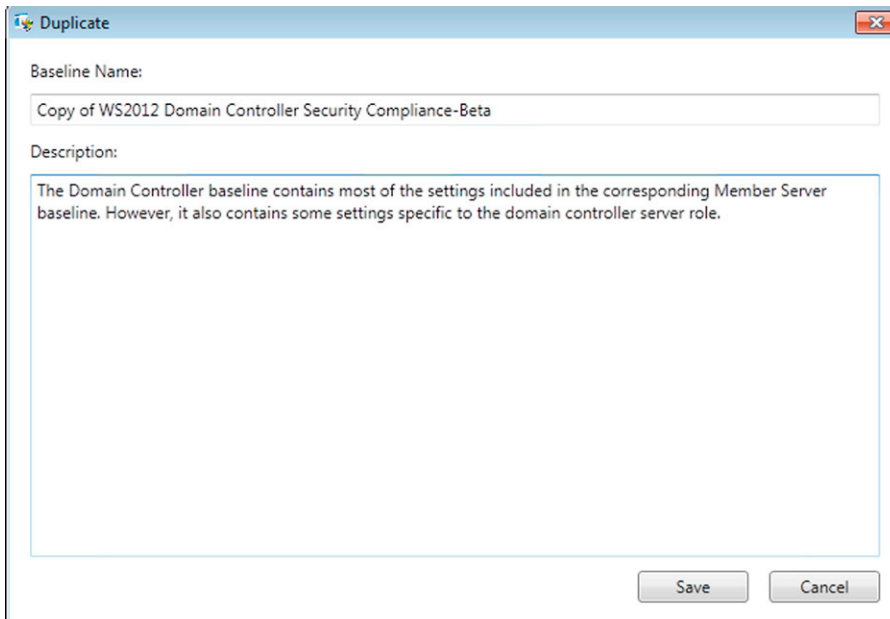 Duplicate
Baseline Name:
Copy of WS2012 Domain Controller Security Compliance-Beta
Description:
The Domain Controller baseline contains most of the settings included in the corresponding Member Server
baseline. However, it also contains some settings specific to the domain controller server role.
Save Cancel